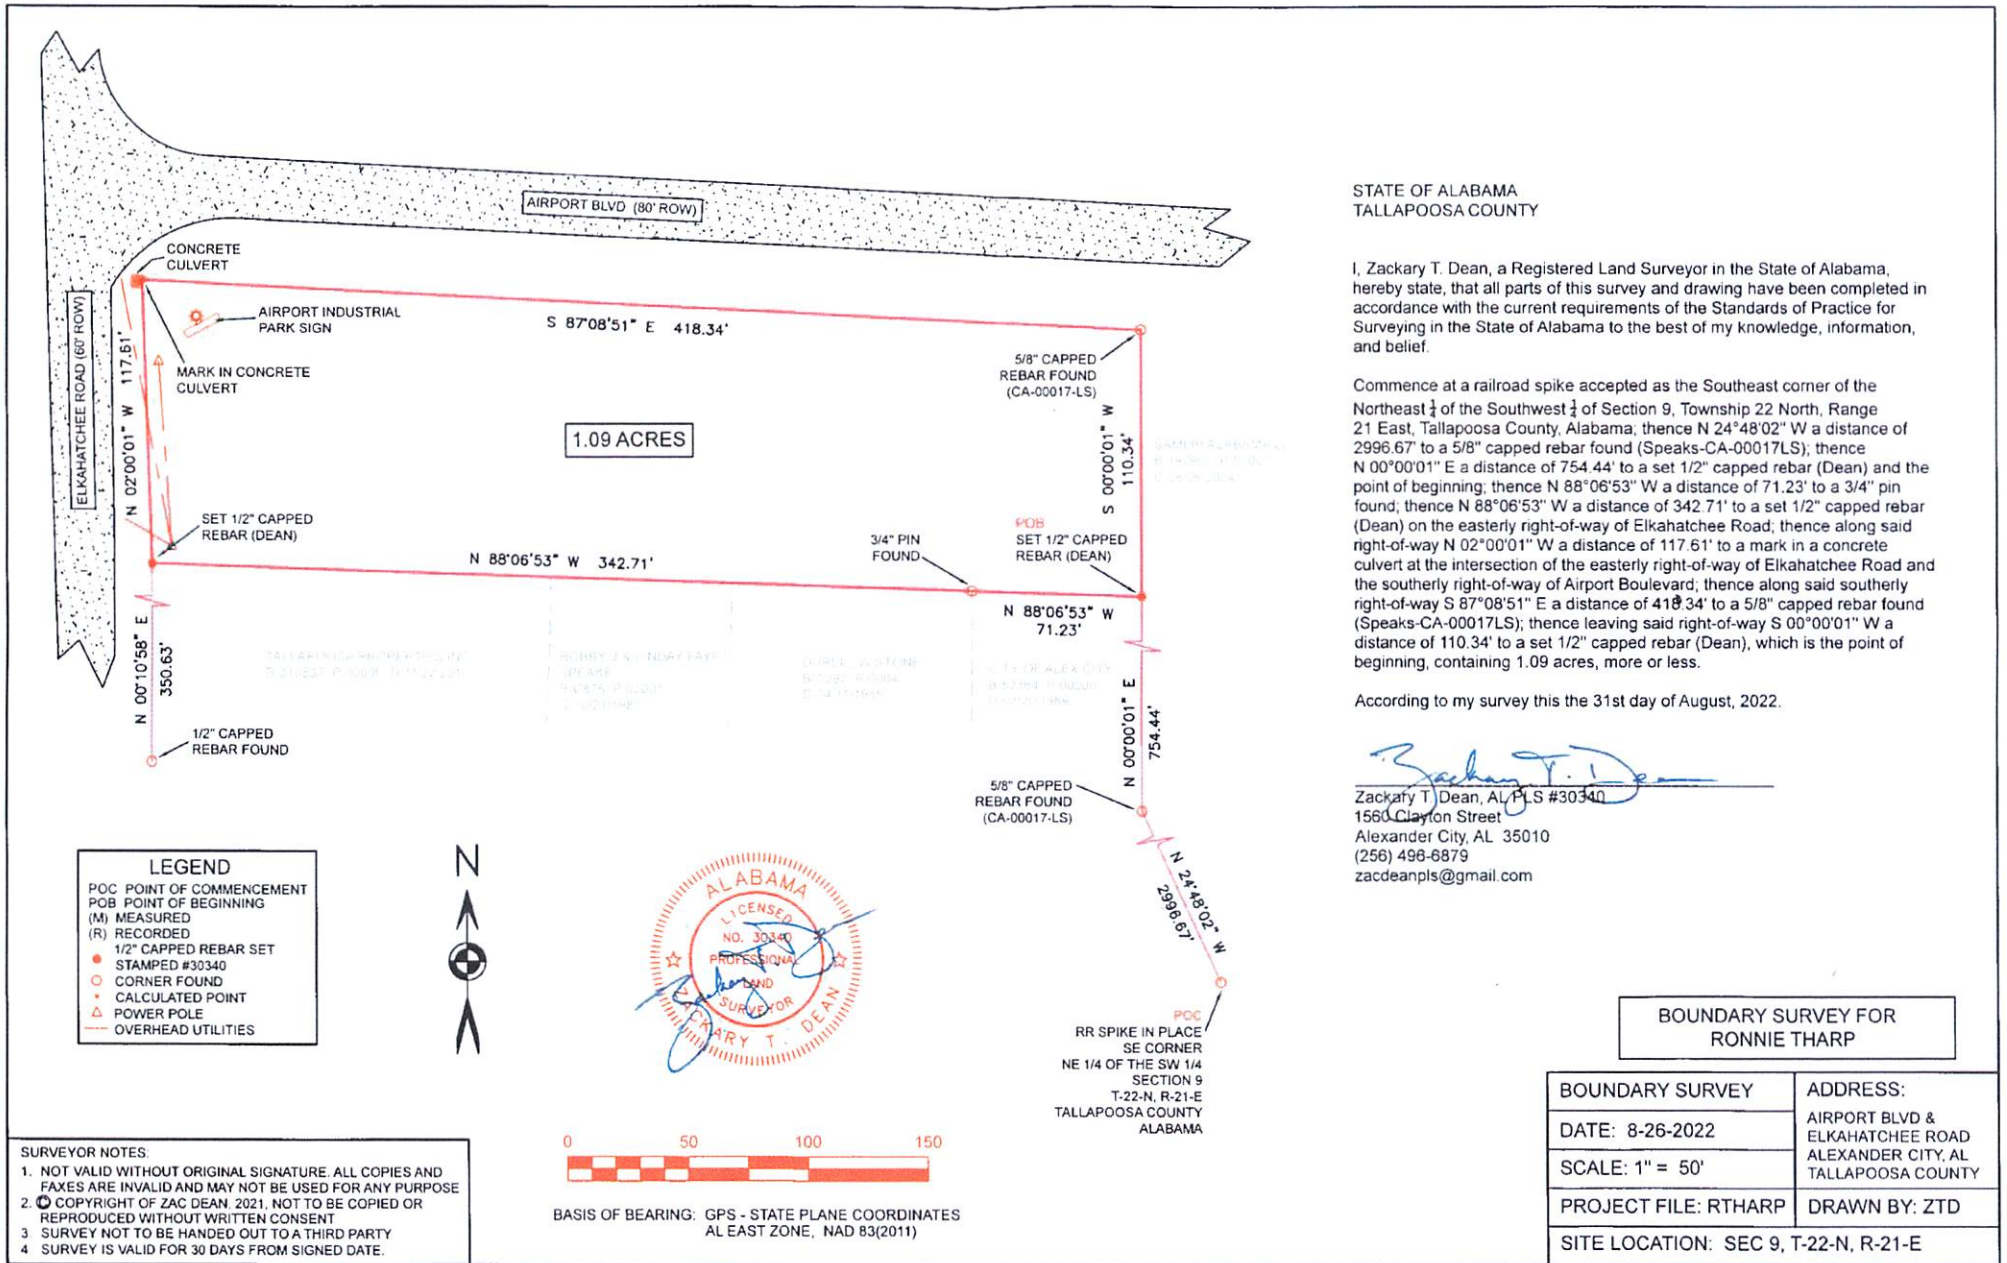 AIRPORT BLVD (80' ROW)
CONCRETE
CULVERT
ELKAHATCHEE ROAD (60' ROW)
AIRPORT INDUSTRIAL
PARK SIGN
MARK IN CONCRETE
CULVERT
S 87°08'51" E 418.34'
5/8" CAPPED
REBAR FOUND
(CA-00017-LS)
N 02°00'01" W 117.61'
1.09 ACRES
S 00°00'01" W
110.34'
SET 1/2" CAPPED
REBAR (DEAN)
N 88°06'53" W 342.71'
3/4" PIN
FOUND
POB
SET 1/2" CAPPED
REBAR (DEAN)
N 88°06'53" W
71.23'
N 00°10'58" E
350.63'
TALLAPOOSA PROPERTIES INC
CITY OF ALEX CITY
1/2" CAPPED
REBAR FOUND
N 00°00'01" E
754.44'
5/8" CAPPED
REBAR FOUND
(CA-00017-LS)
N 24°48'02" W
2996.67'
POC
RR SPIKE IN PLACE
SE CORNER
NE 1/4 OF THE SW 1/4
SECTION 9
T-22-N, R-21-E
TALLAPOOSA COUNTY
ALABAMA
LEGEND
POC POINT OF COMMENCEMENT
POB POINT OF BEGINNING
(M) MEASURED
(R) RECORDED
1/2" CAPPED REBAR SET
STAMPED #30340
CORNER FOUND
CALCULATED POINT
POWER POLE
OVERHEAD UTILITIES
N
ALABAMA
LICENSED
NO. 30340
PROFESSIONAL
LAND
SURVEYOR
ZACKARY T. DEAN
SURVEYOR NOTES:
1. NOT VALID WITHOUT ORIGINAL SIGNATURE. ALL COPIES AND
FAXES ARE INVALID AND MAY NOT BE USED FOR ANY PURPOSE
2. © COPYRIGHT OF ZAC DEAN, 2021, NOT TO BE COPIED OR
REPRODUCED WITHOUT WRITTEN CONSENT
3 SURVEY NOT TO BE HANDED OUT TO A THIRD PARTY
4 SURVEY IS VALID FOR 30 DAYS FROM SIGNED DATE.
0 50 100 150
BASIS OF BEARING: GPS - STATE PLANE COORDINATES
AL EAST ZONE, NAD 83(2011)
STATE OF ALABAMA
TALLAPOOSA COUNTY
I, Zackary T. Dean, a Registered Land Surveyor in the State of Alabama,
hereby state, that all parts of this survey and drawing have been completed in
accordance with the current requirements of the Standards of Practice for
Surveying in the State of Alabama to the best of my knowledge, information,
and belief.
Commence at a railroad spike accepted as the Southeast corner of the
Northeast ¼ of the Southwest ¼ of Section 9, Township 22 North, Range
21 East, Tallapoosa County, Alabama; thence N 24°48'02" W a distance of
2996.67' to a 5/8" capped rebar found (Speaks-CA-00017LS); thence
N 00°00'01" E a distance of 754.44' to a set 1/2" capped rebar (Dean) and the
point of beginning; thence N 88°06'53" W a distance of 71.23' to a 3/4" pin
found; thence N 88°06'53" W a distance of 342.71' to a set 1/2" capped rebar
(Dean) on the easterly right-of-way of Elkahatchee Road; thence along said
right-of-way N 02°00'01" W a distance of 117.61' to a mark in a concrete
culvert at the intersection of the easterly right-of-way of Elkahatchee Road and
the southerly right-of-way of Airport Boulevard; thence along said southerly
right-of-way S 87°08'51" E a distance of 418.34' to a 5/8" capped rebar found
(Speaks-CA-00017LS); thence leaving said right-of-way S 00°00'01" W a
distance of 110.34' to a set 1/2" capped rebar (Dean), which is the point of
beginning, containing 1.09 acres, more or less.
According to my survey this the 31st day of August, 2022.
Zackary T. Dean
Zackary T. Dean, AL PLS #30340
1560 Clayton Street
Alexander City, AL 35010
(256) 496-6879
zacdeanpls@gmail.com
BOUNDARY SURVEY FOR
RONNIE THARP
BOUNDARY SURVEY
DATE: 8-26-2022
SCALE: 1" = 50'
PROJECT FILE: RTHARP
ADDRESS:
AIRPORT BLVD &
ELKAHATCHEE ROAD
ALEXANDER CITY, AL
TALLAPOOSA COUNTY
DRAWN BY: ZTD
SITE LOCATION: SEC 9, T-22-N, R-21-E